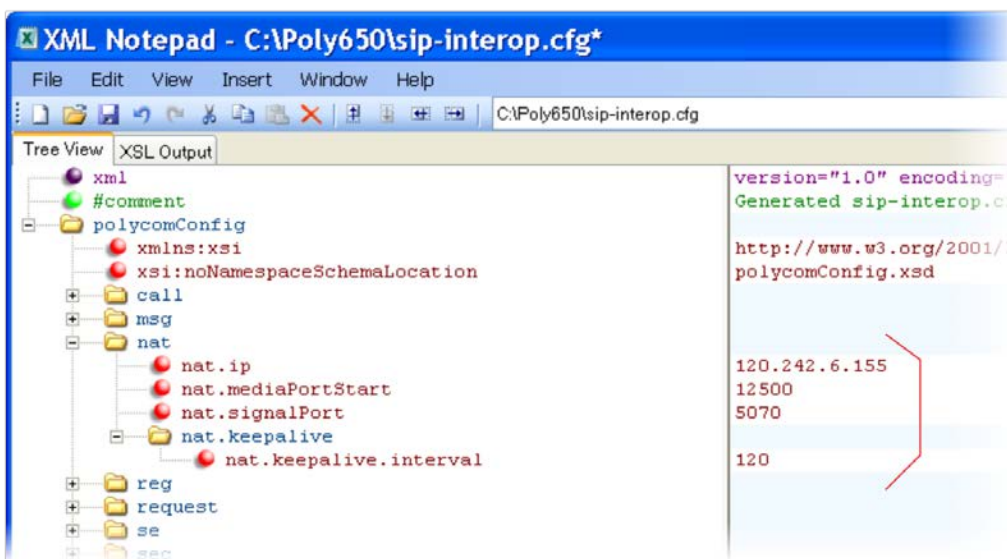 XML Notepad - C:\Poly650\sip-interop.cfg*
File Edit View Insert Window Help
C:\Poly650\sip-interop.cfg
Tree View XSL Output
xml version="1.0" encoding=
#comment Generated sip-interop.c
polycomConfig
xmlns:xsi http://www.w3.org/2001/
xsi:noNamespaceSchemaLocation polycomConfig.xsd
call
msg
nat
nat.ip 120.242.6.155
nat.mediaPortStart 12500
nat.signalPort 5070
nat.keepalive
nat.keepalive.interval 120
reg
request
se
sec